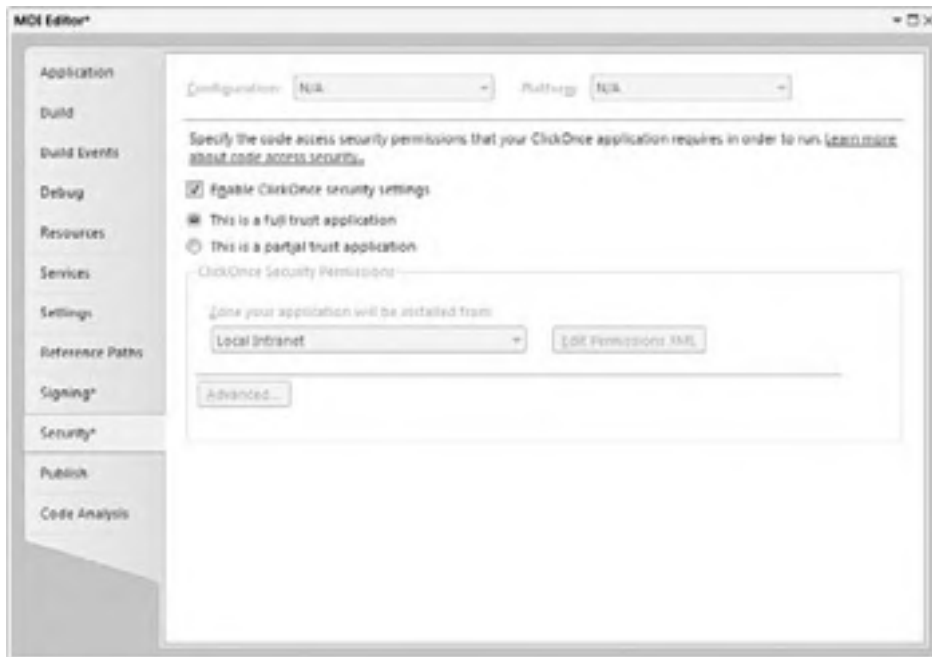 MOI Editor*
Application
Build
Build Events
Debug
Resources
Services
Settings
Reference Paths
Signing*
Security*
Publish
Code Analysis
Configuration: N/A Platform: N/A
Specify the code access security permissions that your ClickOnce application requires in order to run. Learn more
about code access security...
Enable ClickOnce security settings
This is a full trust application
This is a partial trust application
ClickOnce Security Permissions
Zone your application will be installed from:
Local Intranet Edit Permissions XML
Advanced...